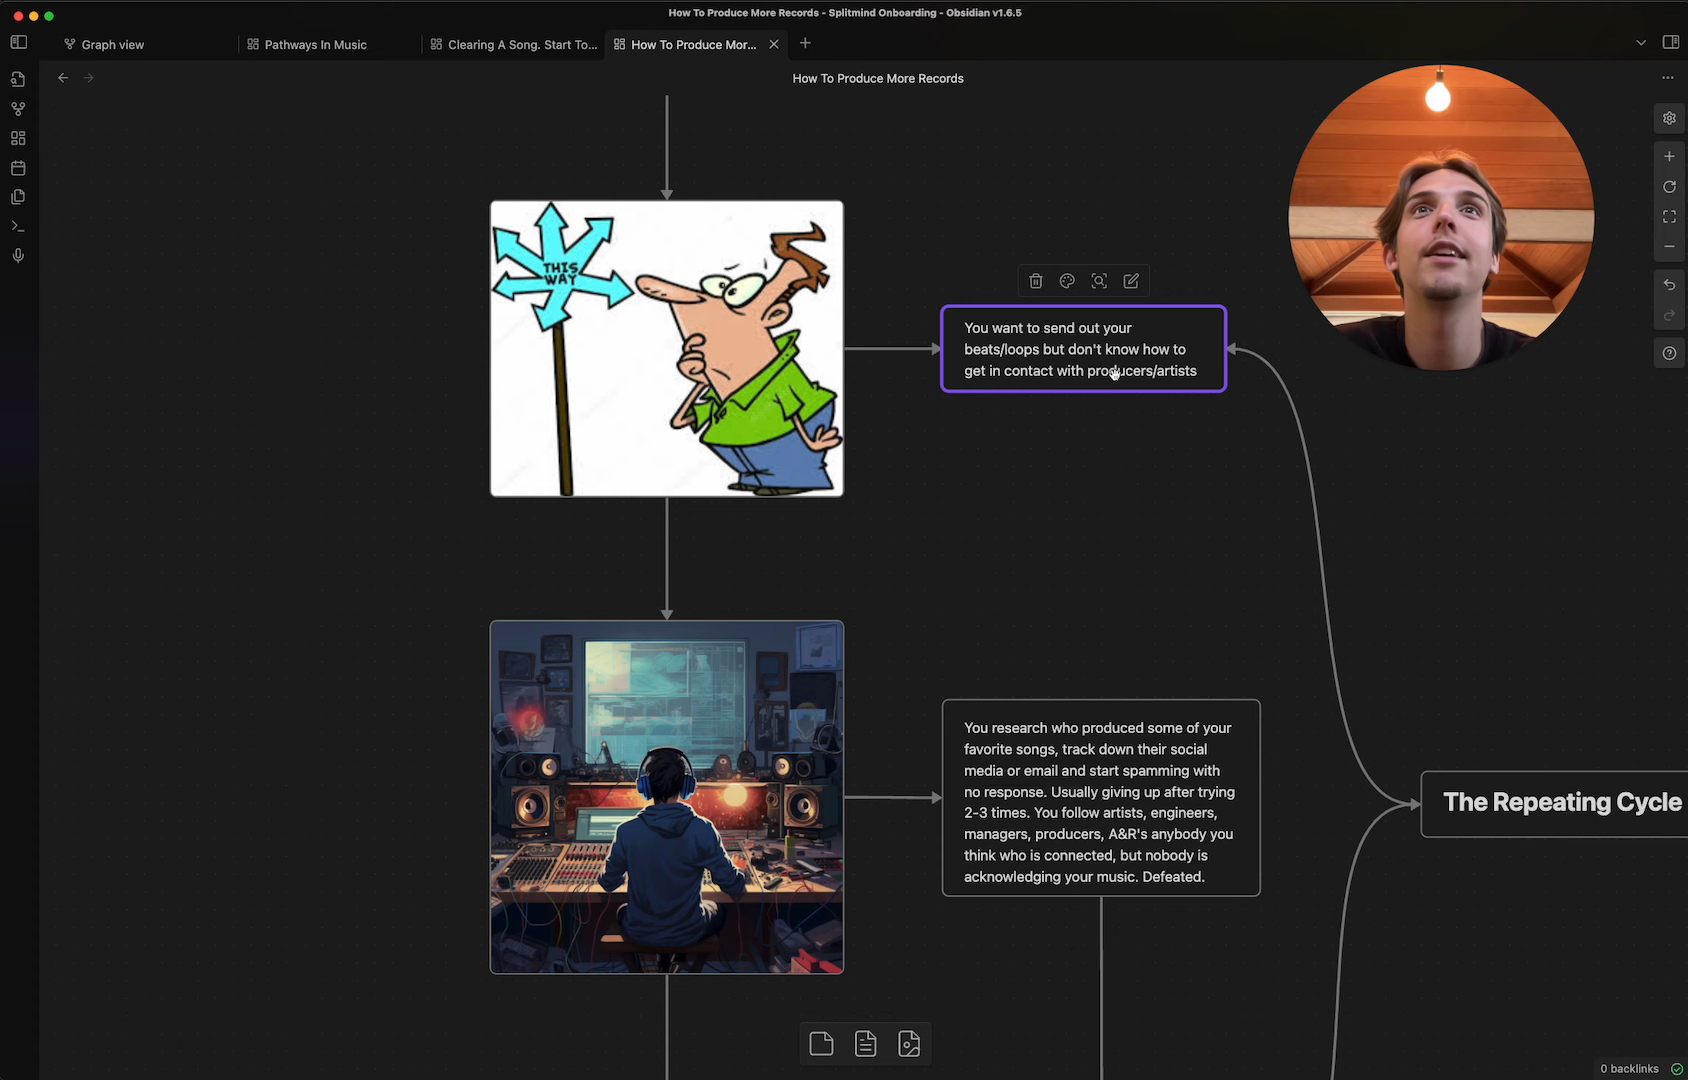 How To Produce More Records - Splitmind Onboarding - Obsidian v1.6.5
Graph view
Pathways In Music
Clearing A Song. Start To...
How To Produce Mor...
How To Produce More Records
THIS
WAY
You want to send out your
beats/loops but don't know how to
get in contact with producers/artists
You research who produced some of your
favorite songs, track down their social
media or email and start spamming with
no response. Usually giving up after trying
2-3 times. You follow artists, engineers,
managers, producers, A&R's anybody you
think who is connected, but nobody is
acknowledging your music. Defeated.
The Repeating Cycle
0 backlinks